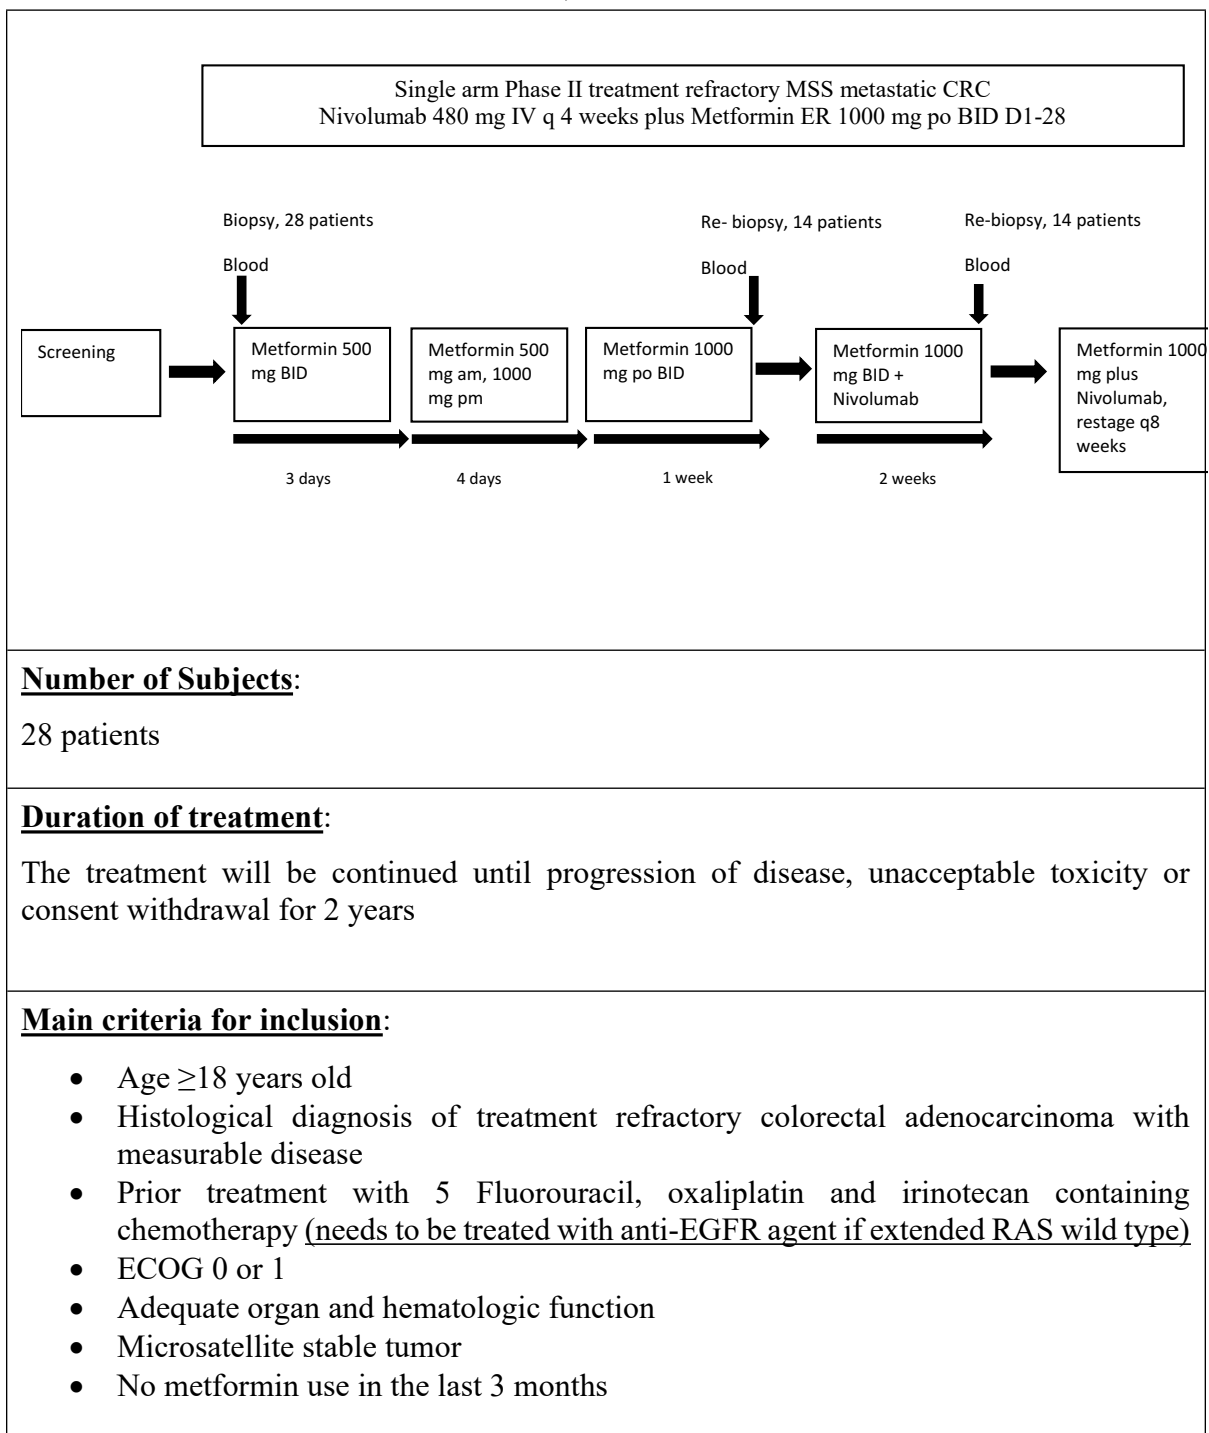 Single arm Phase II treatment refractory MSS metastatic CRC
Nivolumab 480 mg IV q 4 weeks plus Metformin ER 1000 mg po BID D1-28
Biopsy, 28 patients
Blood
Re- biopsy, 14 patients
Blood
Re-biopsy, 14 patients
Blood
Screening
Metformin 500
mg BID
Metformin 500
mg am, 1000
mg pm
Metformin 1000
mg po BID
Metformin 1000
mg BID +
Nivolumab
Metformin 1000
mg plus
Nivolumab,
restage q8
weeks
3 days
4 days
1 week
2 weeks
Number of Subjects:
28 patients
Duration of treatment:
The treatment will be continued until progression of disease, unacceptable toxicity or
consent withdrawal for 2 years
Main criteria for inclusion:
• Age ≥18 years old
• Histological diagnosis of treatment refractory colorectal adenocarcinoma with
measurable disease
• Prior treatment with 5 Fluorouracil, oxaliplatin and irinotecan containing
chemotherapy (needs to be treated with anti-EGFR agent if extended RAS wild type)
• ECOG 0 or 1
• Adequate organ and hematologic function
• Microsatellite stable tumor
• No metformin use in the last 3 months